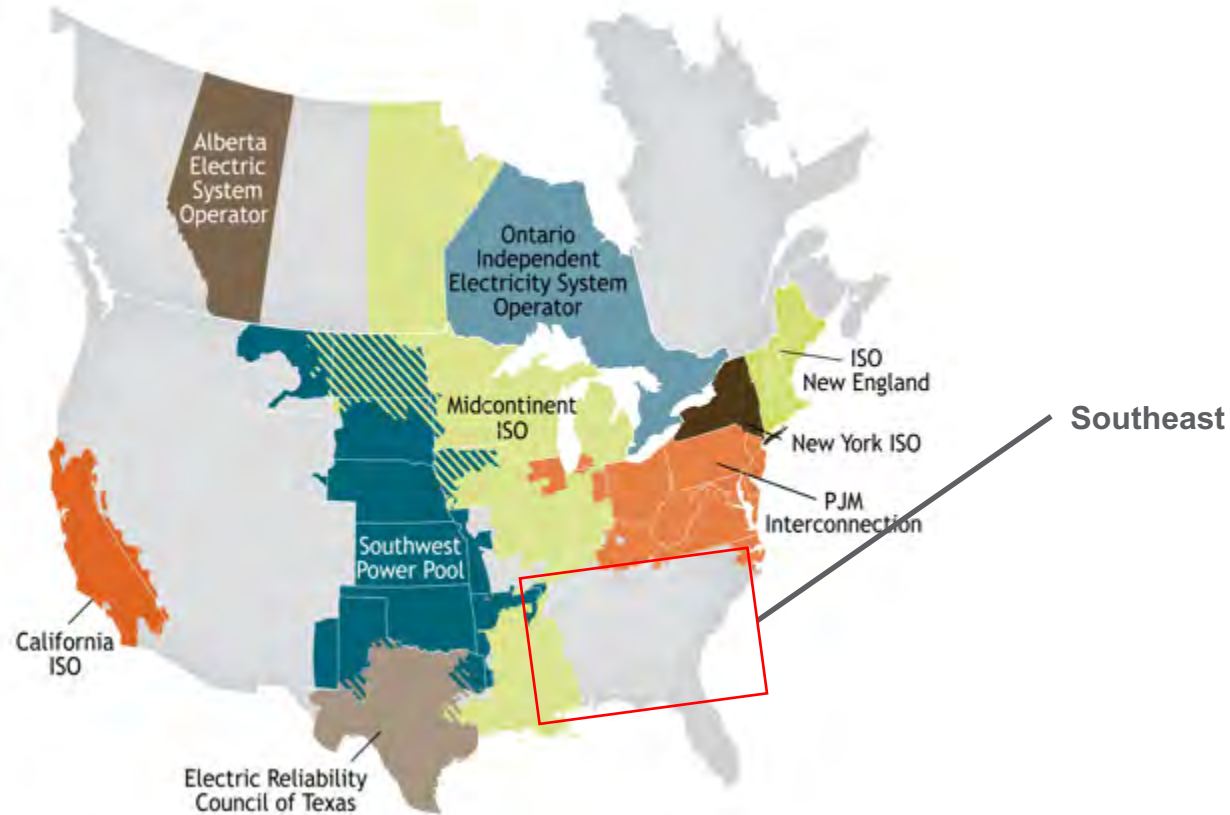 Alberta
Electric
System
Operator
Ontario
Independent
Electricity System
Operator
ISO
New England
Midcontinent
ISO
Southeast
New York ISO
PJM
Interconnection
Southwest
Power Pool
California
ISO
Electric Reliability
Council of Texas